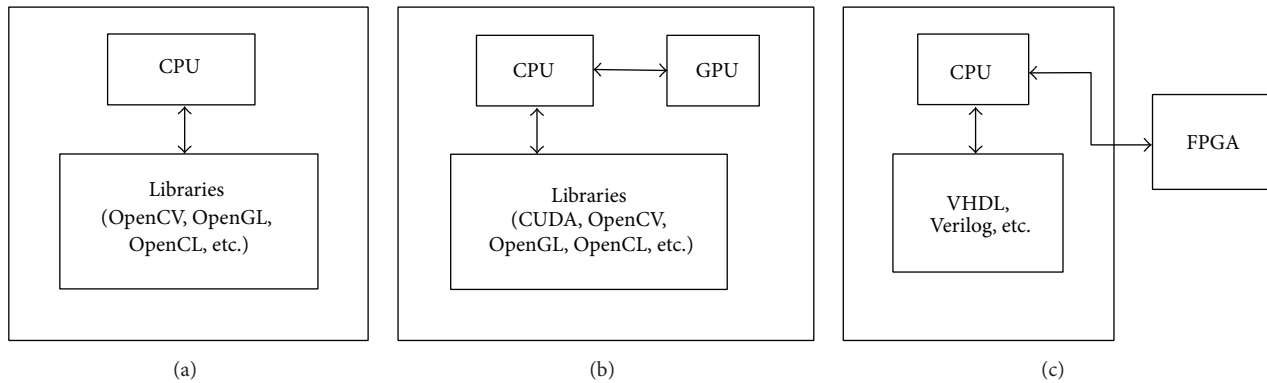 CPU
Libraries
(OpenCV, OpenGL,
OpenCL, etc.)
(a)
CPU
GPU
Libraries
(CUDA, OpenCV,
OpenGL, OpenCL, etc.)
(b)
CPU
VHDL,
Verilog, etc.
FPGA
(c)